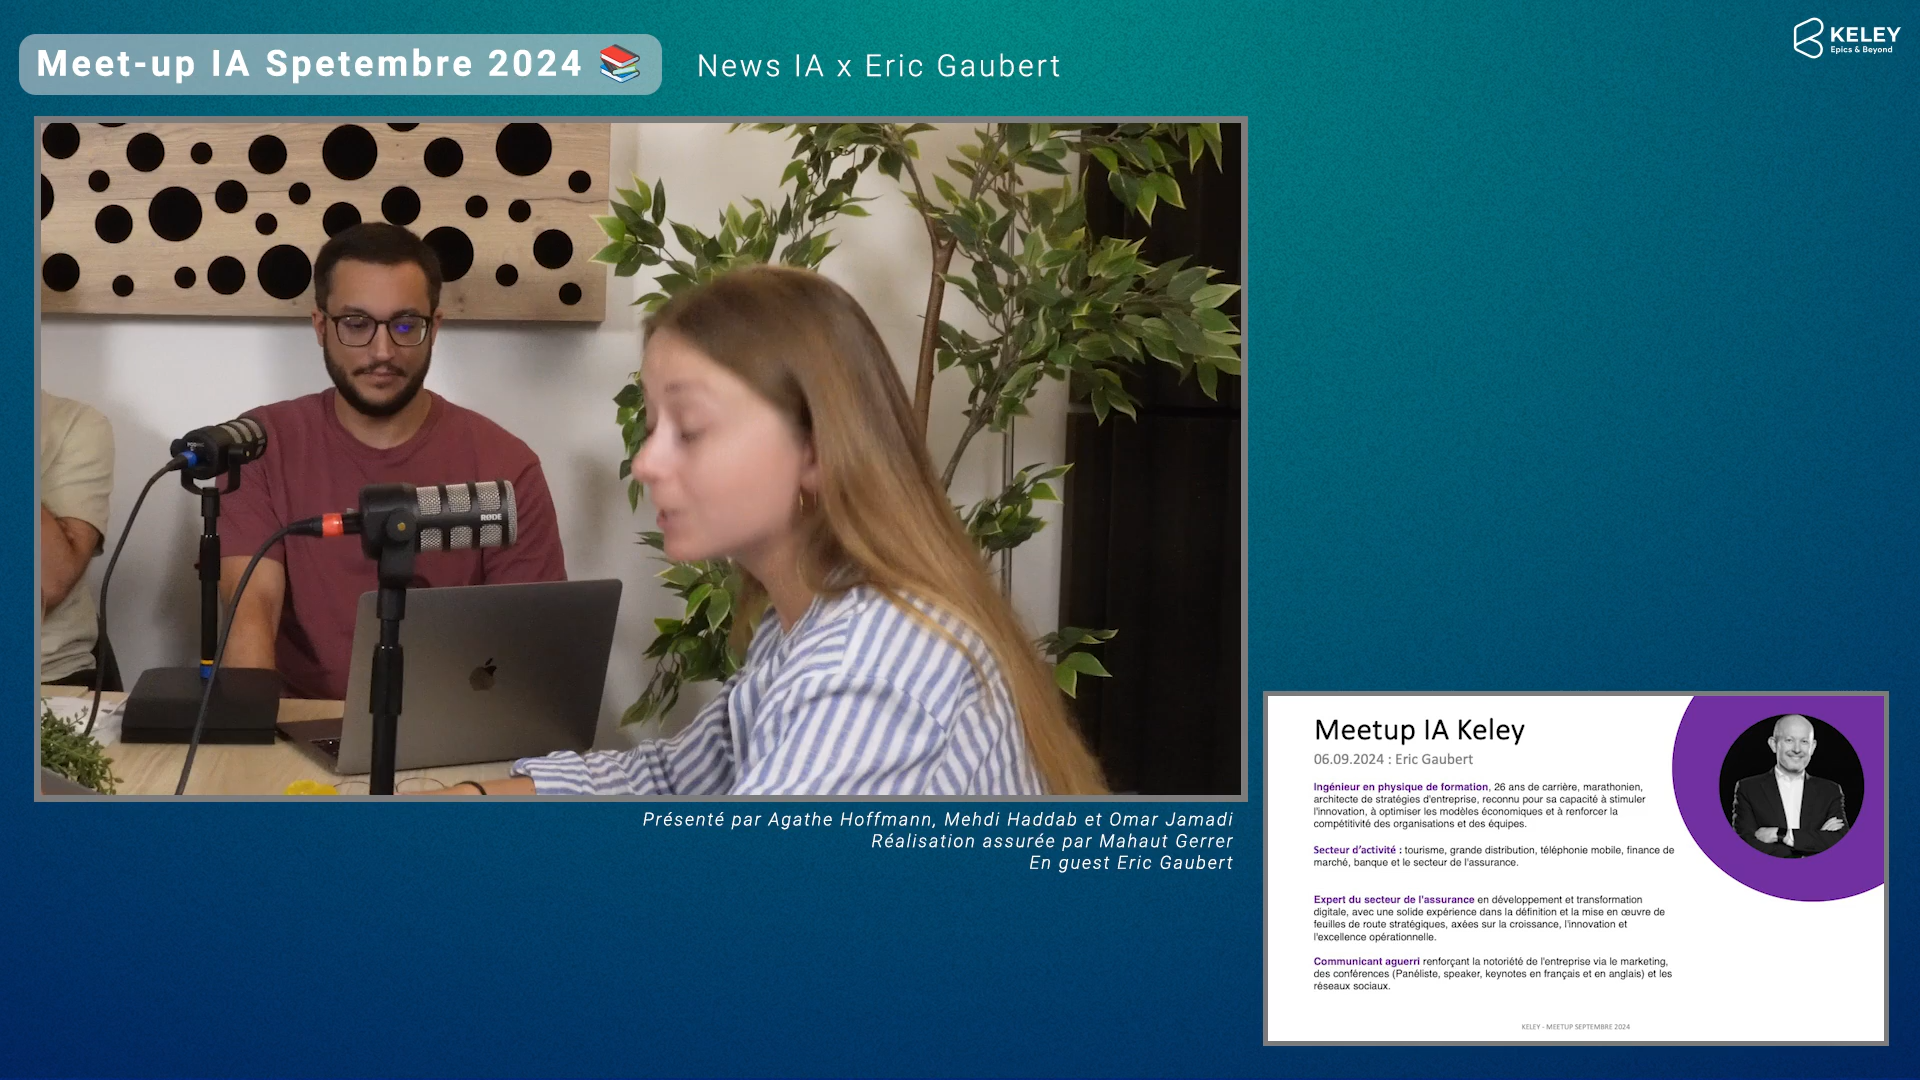 Meet-up IA Spetembre 2024
News IA x Eric Gaubert
KELEY
Epics & Beyond
RØDE
Présenté par Agathe Hoffmann, Mehdi Haddab et Omar Jamadi
Réalisation assurée par Mahaut Gerrer
En guest Eric Gaubert
Meetup IA Keley
06.09.2024 : Eric Gaubert
Ingénieur en physique de formation, 26 ans de carrière, marathonien,
architecte de stratégies d'entreprise, reconnu pour sa capacité à stimuler
l'innovation, à optimiser les modèles économiques et à renforcer la
compétitivité des organisations et des équipes.
Secteur d'activité : tourisme, grande distribution, téléphonie mobile, finance de
marché, banque et le secteur de l'assurance.
Expert du secteur de l'assurance en développement et transformation
digitale, avec une solide expérience dans la définition et la mise en œuvre de
feuilles de route stratégiques, axées sur la croissance, l'innovation et
l'excellence opérationnelle.
Communicant aguerri renforçant la notoriété de l'entreprise via le marketing,
des conférences (Panéliste, speaker, keynotes en français et en anglais) et les
réseaux sociaux.
KELEY - MEETUP SEPTEMBRE 2024